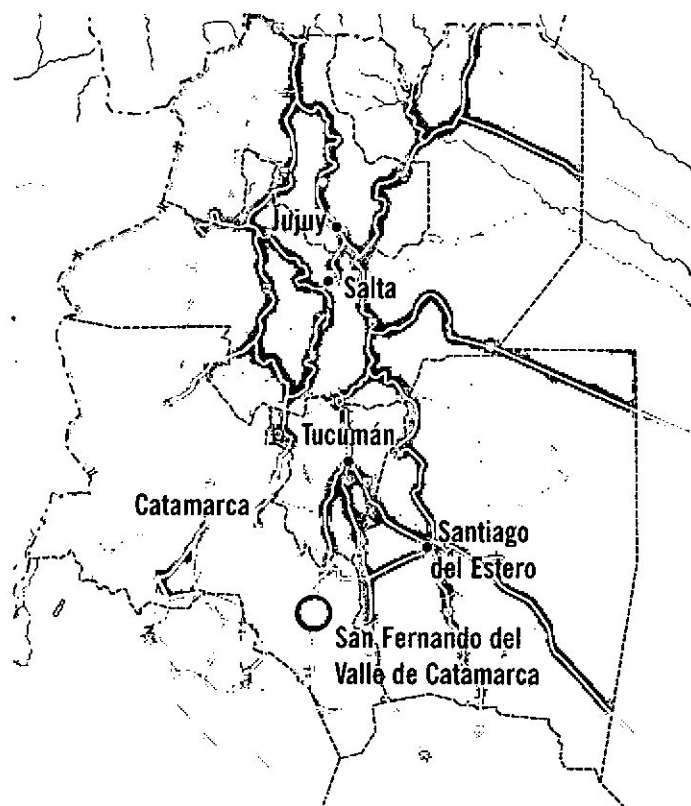 Jujuy
Salta
Tucumán
Catamarca
Santiago
del Estero
San Fernando del
Valle de Catamarca